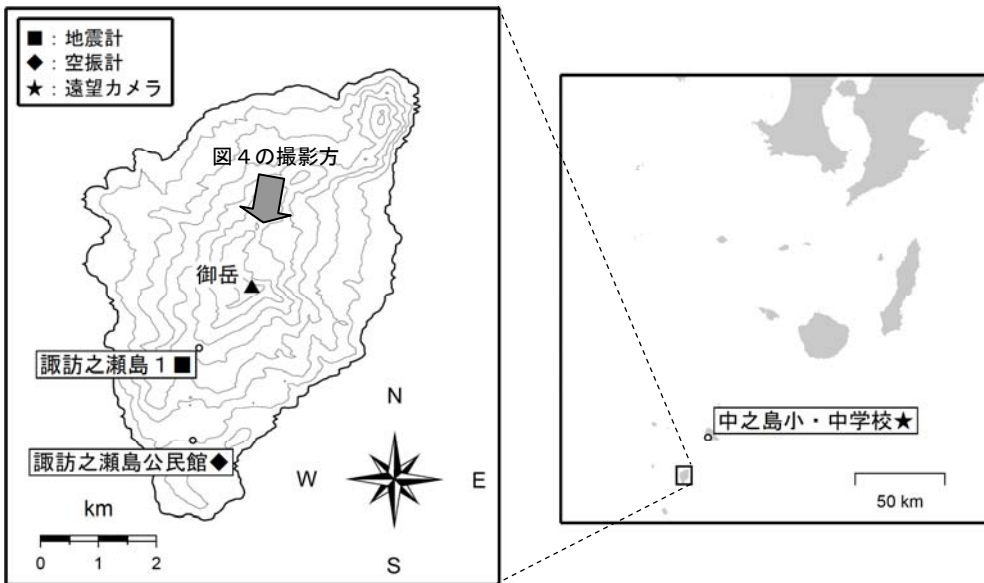 ■：地震計
◆：空振計
★：遠望カメラ
図４の撮影方
御岳
諏訪之瀬島１■
諏訪之瀬島公民館◆
km
0 1 2
N
W
E
S
中之島小・中学校★
50 km